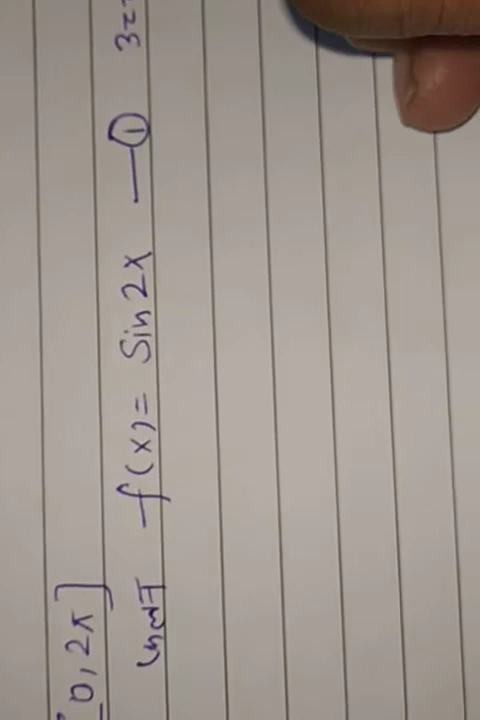 [0, 2π]
f(x) = Sin 2x —①